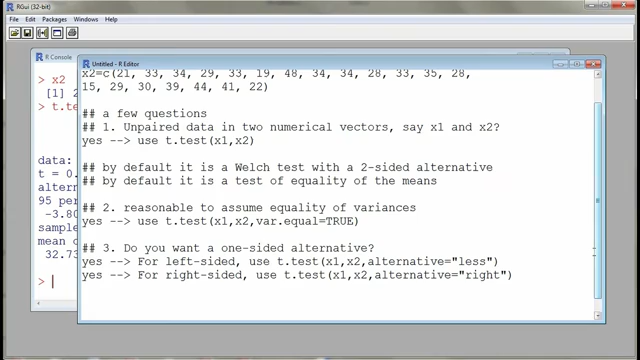 RGui (32-bit)
File Edit Packages Windows Help
R Console
Untitled - R Editor
x2=c(21, 33, 34, 29, 33, 19, 48, 34, 34, 28, 33, 35, 28,
15, 29, 30, 39, 44, 41, 22)
## a few questions
## 1. Unpaired data in two numerical vectors, say x1 and x2?
yes --> use t.test(x1,x2)
## by default it is a Welch test with a 2-sided alternative
## by default it is a test of equality of the means
## 2. reasonable to assume equality of variances
yes --> use t.test(x1,x2,var.equal=TRUE)
## 3. Do you want a one-sided alternative?
yes --> For left-sided, use t.test(x1,x2,alternative="less")
yes --> For right-sided, use t.test(x1,x2,alternative="right")
> x2
[1] 2
> t.te
data:
t = 0.
alter
95 per
-3.80
sample
mean o
32.73
>